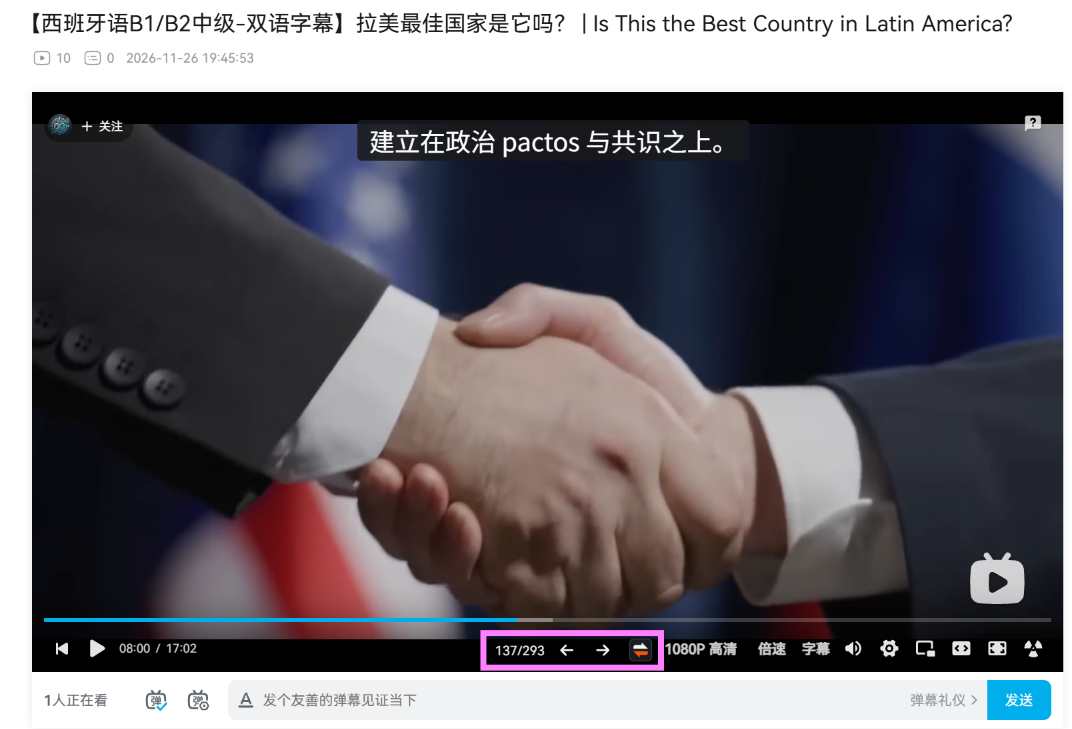 【西班牙语B1/B2中级-双语字幕】拉美最佳国家是它吗？ | Is This the Best Country in Latin America?
10 0 2026-11-26 19:45:53
+ 关注
?
建立在政治 pactos 与共识之上。
08:00 / 17:02 137/293 ← → 1080P 高清 倍速 字幕
1人正在看 弹 弹 A 发个友善的弹幕见证当下 弹幕礼仪 > 发送